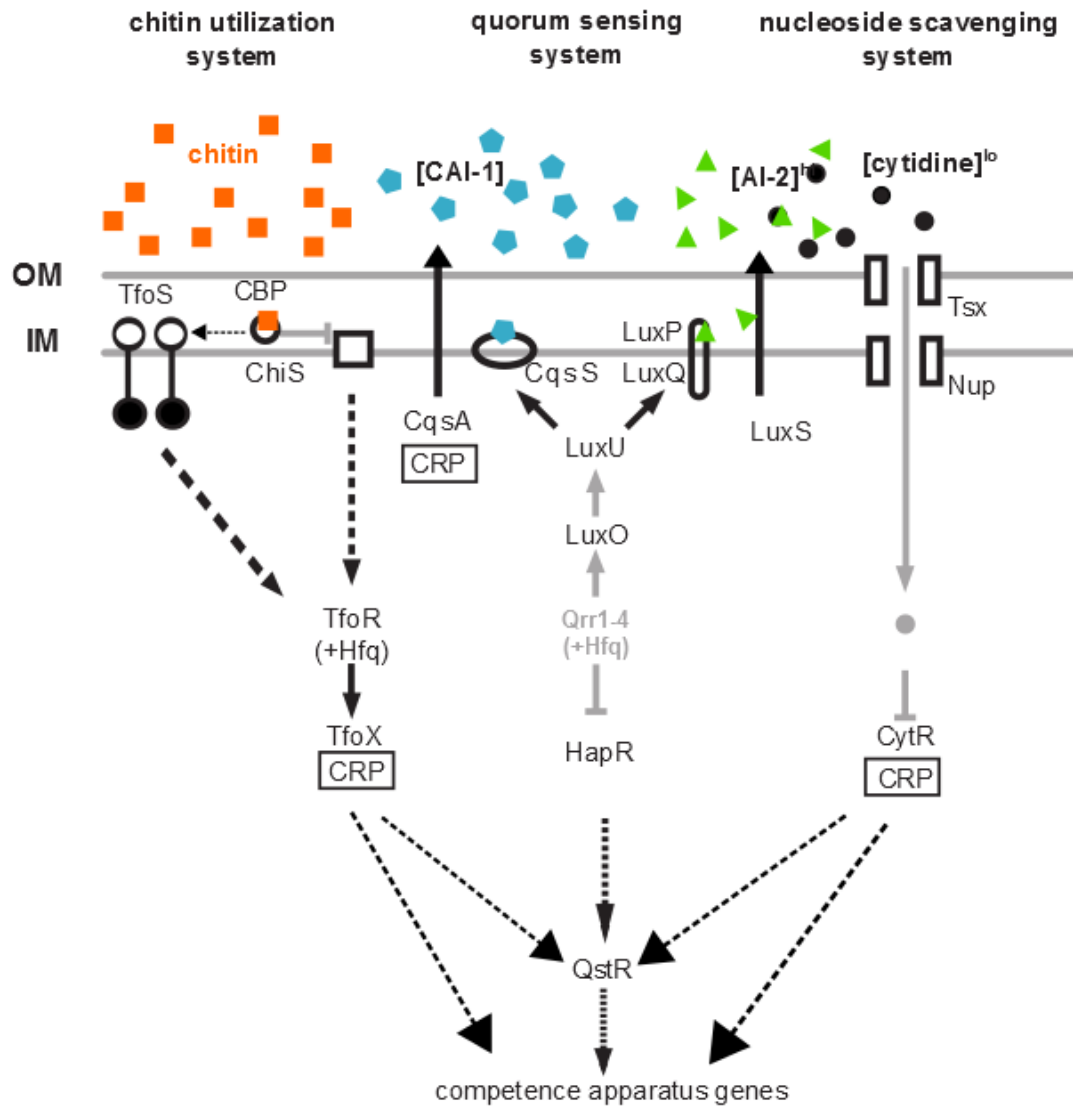 chitin utilization
system
quorum sensing
system
nucleoside scavenging
system
chitin
[CAI-1]
[AI-2]hi
[cytidine]lo
OM
TfoS
CBP
Tsx
IM
ChiS
CqsS
LuxP
LuxQ
Nup
CqsA
CRP
LuxU
LuxS
LuxO
TfoR
(+Hfq)
Qrr1-4
(+Hfq)
TfoX
CRP
HapR
CytR
CRP
QstR
competence apparatus genes